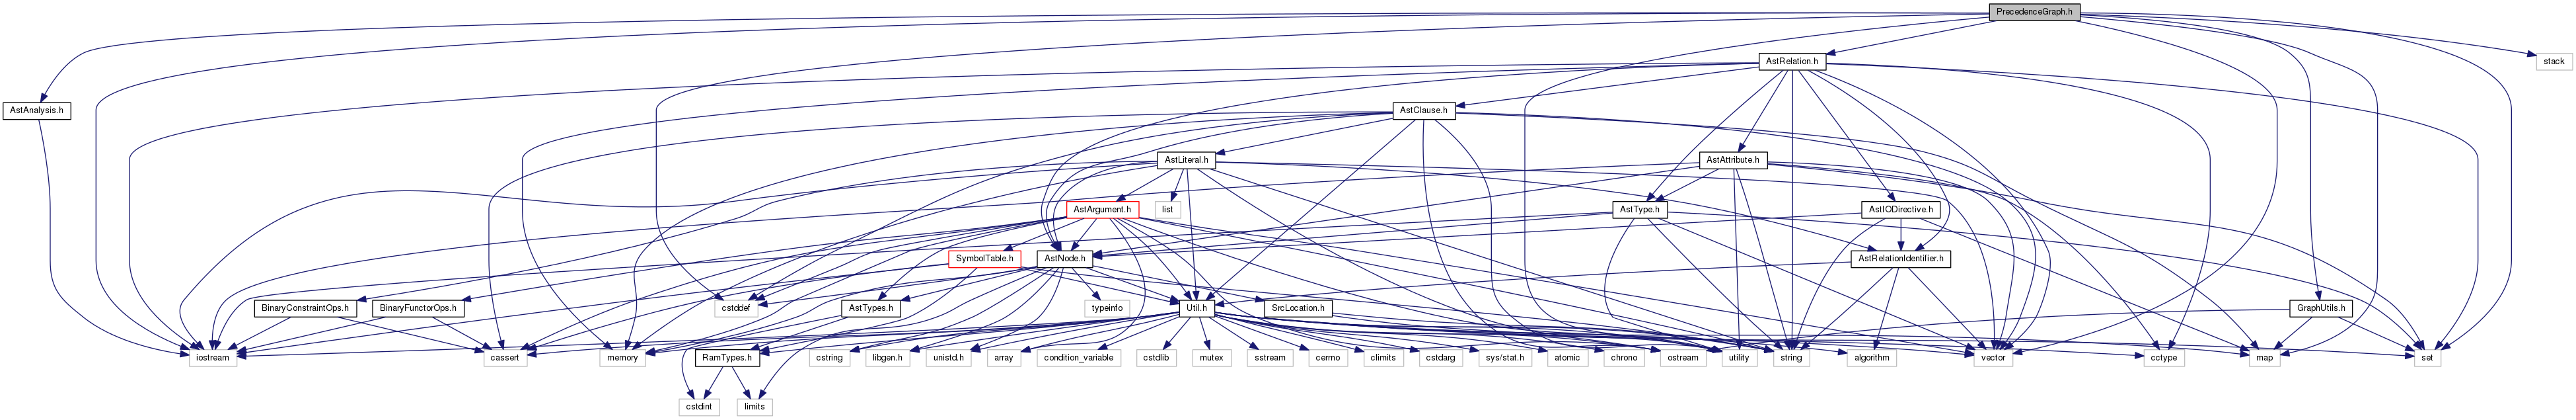 PrecedenceGraph.h
AstRelation.h
stack
AstAnalysis.h
AstClause.h
AstLiteral.h
AstAttribute.h
AstArgument.h
list
AstType.h
AstIODirective.h
SymbolTable.h
AstNode.h
AstRelationIdentifier.h
BinaryConstraintOps.h
BinaryFunctorOps.h
cstddef
AstTypes.h
typeinfo
Util.h
SrcLocation.h
GraphUtils.h
iostream
cassert
memory
RamTypes.h
cstring
libgen.h
unistd.h
array
condition_variable
cstdlib
mutex
sstream
cerrno
climits
cstdarg
sys/stat.h
atomic
chrono
ostream
utility
string
algorithm
vector
cctype
map
set
cstdint
limits